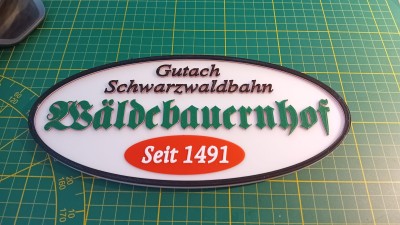 Gutach
Schwarzwaldbahn
Wäldebauernhof
Seit 1491